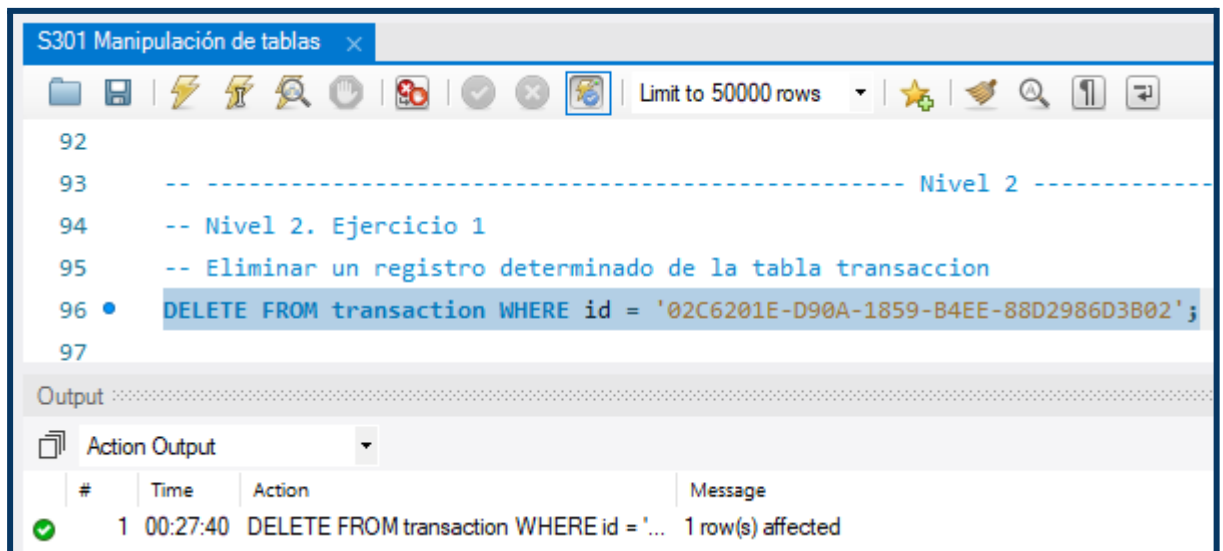 S301 Manipulación de tablas
Limit to 50000 rows
92
93 -- -------------------------------------------------- Nivel 2 -------------
94 -- Nivel 2. Ejercicio 1
95 -- Eliminar un registro determinado de la tabla transaccion
96 DELETE FROM transaction WHERE id = '02C6201E-D90A-1859-B4EE-88D2986D3B02';
97
Output
Action Output
# Time Action Message
1 00:27:40 DELETE FROM transaction WHERE id = '... 1 row(s) affected